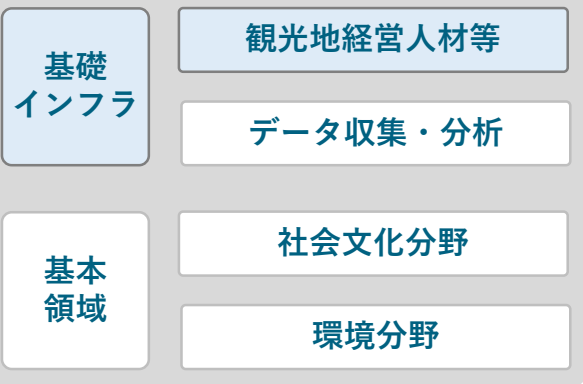 基礎
インフラ
観光地経営人材等
データ収集・分析
基本
領域
社会文化分野
環境分野